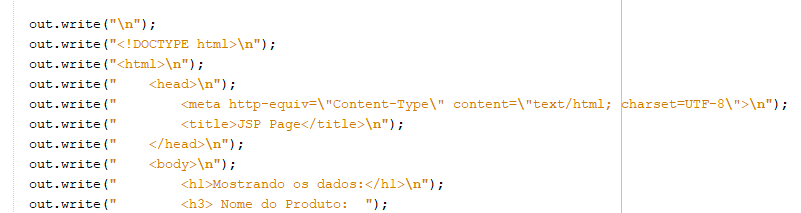 out.write("\n");
out.write("<!DOCTYPE html>\n");
out.write("<html>\n");
out.write("    <head>\n");
out.write("        <meta http-equiv=\"Content-Type\" content=\"text/html; charset=UTF-8\">\n");
out.write("        <title>JSP Page</title>\n");
out.write("    </head>\n");
out.write("    <body>\n");
out.write("        <h1>Mostrando os dados:</h1>\n");
out.write("        <h3> Nome do Produto:  ");